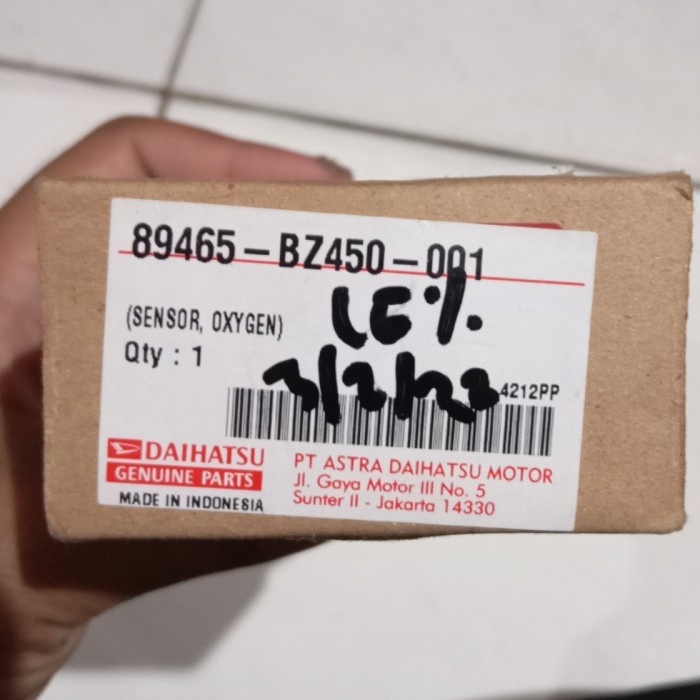 89465-BZ450-001
(SENSOR, OXYGEN)
Qty : 1
4212PP
DAIHATSU
GENUINE PARTS
MADE IN INDONESIA
PT ASTRA DAIHATSU MOTOR
Jl. Gaya Motor III No. 5
Sunter II - Jakarta 14330